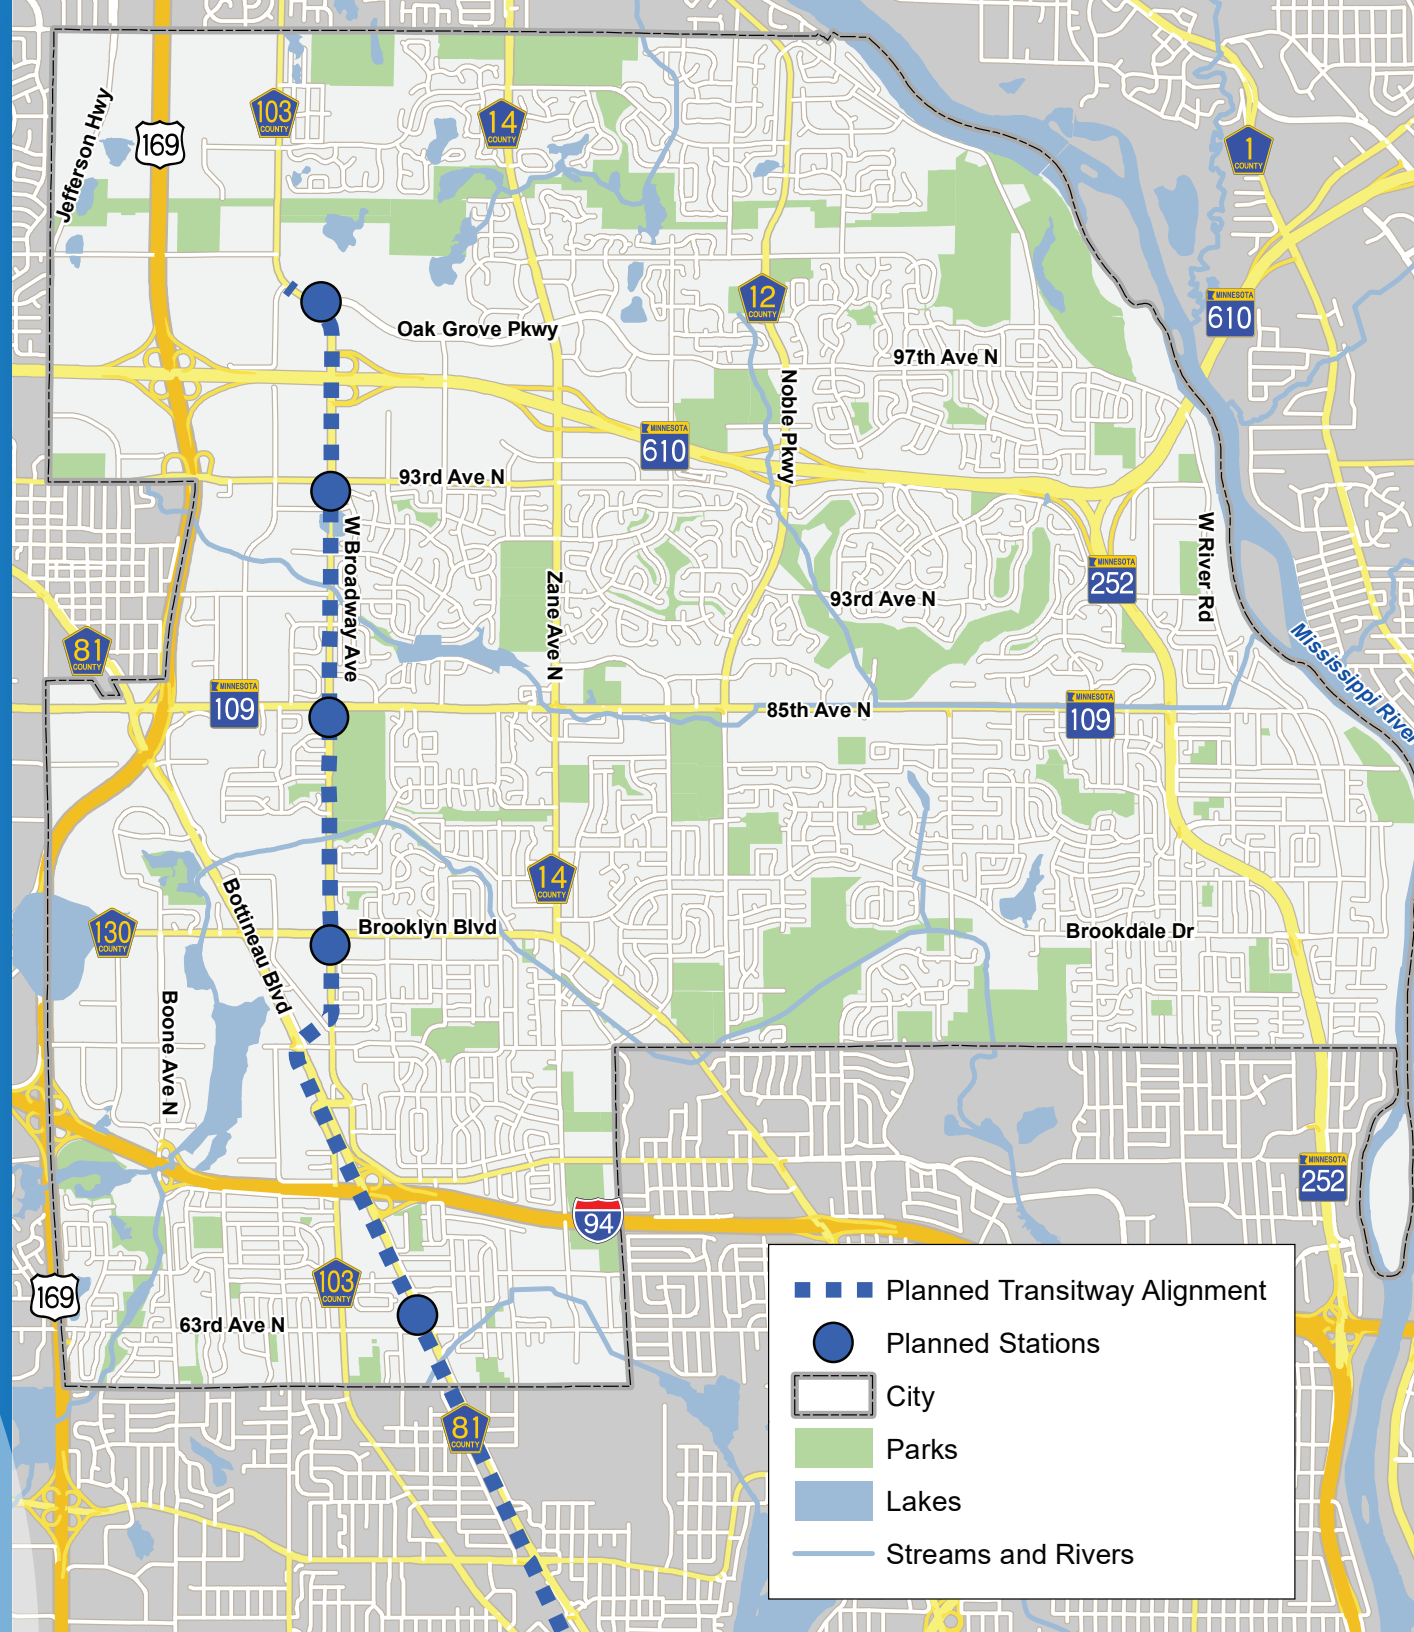 103
COUNTY
14
COUNTY
1
COUNTY
169
Jefferson Hwy
12
COUNTY
MINNESOTA
610
Oak Grove Pkwy
97th Ave N
Noble Pkwy
MINNESOTA
610
93rd Ave N
W Broadway Ave
W River Rd
Zane Ave N
MINNESOTA
252
93rd Ave N
81
COUNTY
Mississippi River
MINNESOTA
109
85th Ave N
MINNESOTA
109
14
COUNTY
Bottineau Blvd
130
COUNTY
Brooklyn Blvd
Brookdale Dr
Boone Ave N
MINNESOTA
252
94
103
COUNTY
169
63rd Ave N
81
COUNTY
Planned Transitway Alignment
Planned Stations
City
Parks
Lakes
Streams and Rivers